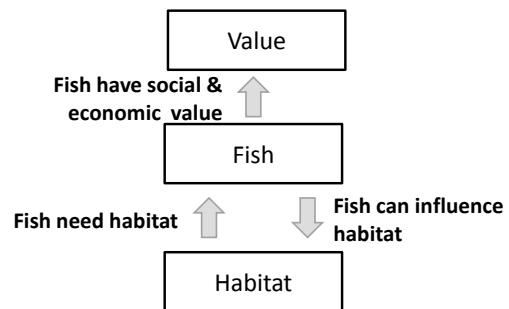 Value
Fish have social &
economic value
Fish
Fish need habitat
Fish can influence
habitat
Habitat